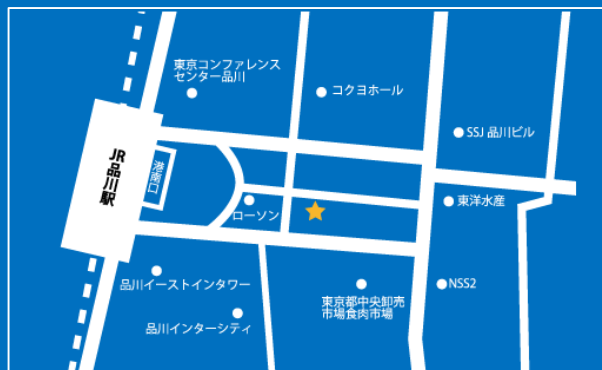 東京コンファレンス
センター品川
コクヨホール
SSJ 品川ビル
JR品川駅
港南口
ローソン
東洋水産
品川イーストインタワー
東京都中央卸売
市場食肉市場
NSS2
品川インターシティ